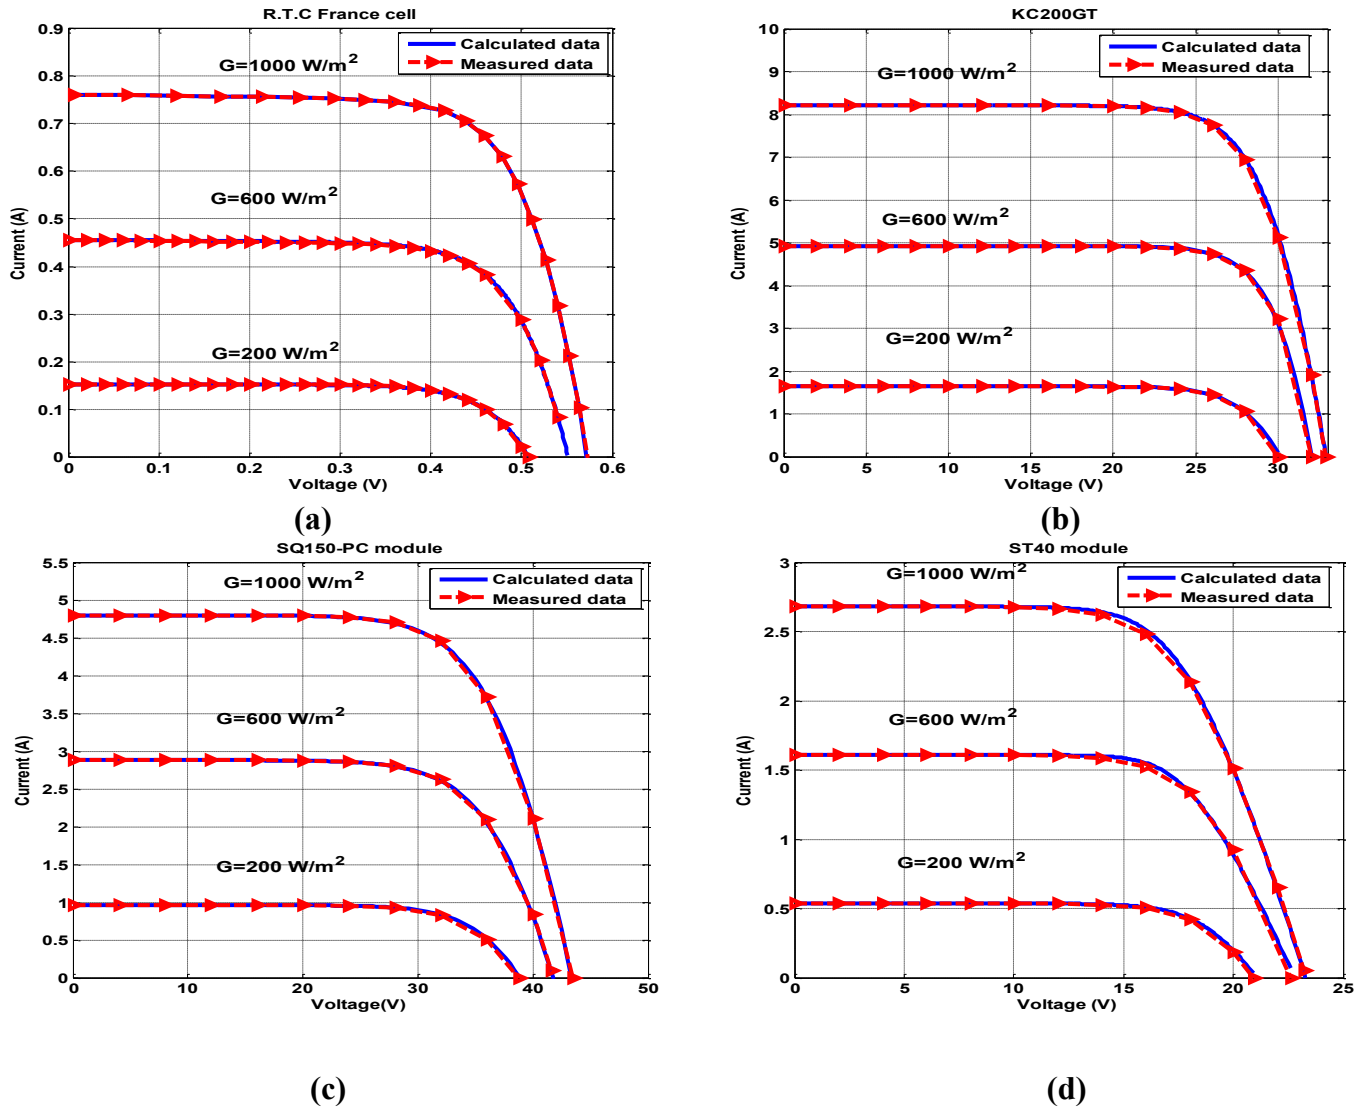 R.T.C France cell
0.9
0.8
0.7
0.6
0.5
0.4
0.3
0.2
0.1
0
Current (A)
G=1000 W/m²
G=600 W/m²
G=200 W/m²
Calculated data
Measured data
0 0.1 0.2 0.3 0.4 0.5 0.6
Voltage (V)
(a)
KC200GT
10
9
8
7
6
5
4
3
2
1
0
Current (A)
G=1000 W/m²
G=600 W/m²
G=200 W/m²
Calculated data
Measured data
0 5 10 15 20 25 30
Voltage (V)
(b)
SQ150-PC module
5.5
5
4.5
4
3.5
3
2.5
2
1.5
1
0.5
0
Current (A)
G=1000 W/m²
G=600 W/m²
G=200 W/m²
Calculated data
Measured data
0 10 20 30 40 50
Voltage(V)
(c)
ST40 module
3
2.5
2
1.5
1
0.5
0
Current (A)
G=1000 W/m²
G=600 W/m²
G=200 W/m²
Calculated data
Measured data
0 5 10 15 20 25
Voltage (V)
(d)